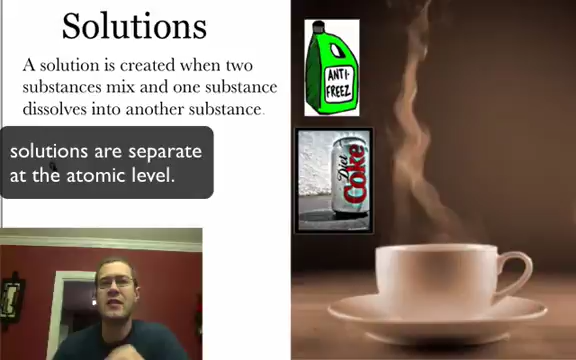 Solutions
A solution is created when two
substances mix and one substance
dissolves into another substance.
solutions are separate
at the atomic level.
ANTI-
FREEZ
Diet
Coke